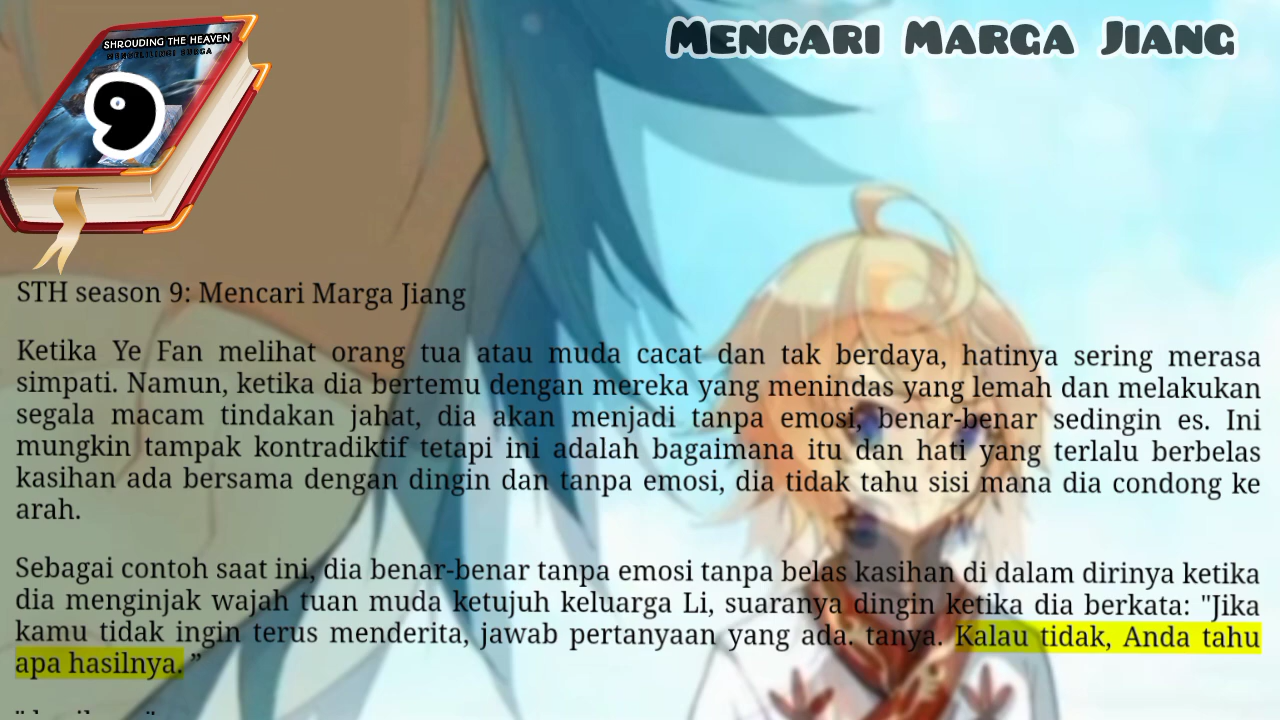 SHROUDING THE HEAVEN
9
MENCARI MARGA JIANG
STH season 9: Mencari Marga Jiang
Ketika Ye Fan melihat orang tua atau muda cacat dan tak berdaya, hatinya sering merasa
simpati. Namun, ketika dia bertemu dengan mereka yang menindas yang lemah dan melakukan
segala macam tindakan jahat, dia akan menjadi tanpa emosi, benar-benar sedingin es. Ini
mungkin tampak kontradiktif tetapi ini adalah bagaimana itu dan hati yang terlalu berbelas
kasihan ada bersama dengan dingin dan tanpa emosi, dia tidak tahu sisi mana dia condong ke
arah.
Sebagai contoh saat ini, dia benar-benar tanpa emosi tanpa belas kasihan di dalam dirinya ketika
dia menginjak wajah tuan muda ketujuh keluarga Li, suaranya dingin ketika dia berkata: "Jika
kamu tidak ingin terus menderita, jawab pertanyaan yang ada. tanya. Kalau tidak, Anda tahu
apa hasilnya. ”